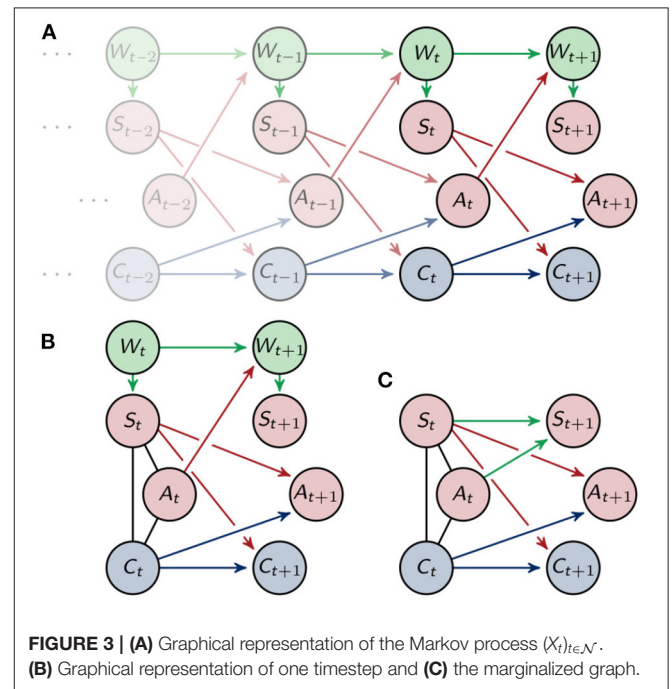 A
· · · W_{t−2} W_{t−1} W_t W_{t+1}
· · · S_{t−2} S_{t−1} S_t S_{t+1}
· · · A_{t−2} A_{t−1} A_t A_{t+1}
· · · C_{t−2} C_{t−1} C_t C_{t+1}
B
W_t W_{t+1}
S_t S_{t+1}
A_t A_{t+1}
C_t C_{t+1}
C
S_t S_{t+1}
A_t A_{t+1}
C_t C_{t+1}
FIGURE 3 | (A) Graphical representation of the Markov process (X_t)_{t∈𝒩}.
(B) Graphical representation of one timestep and (C) the marginalized graph.